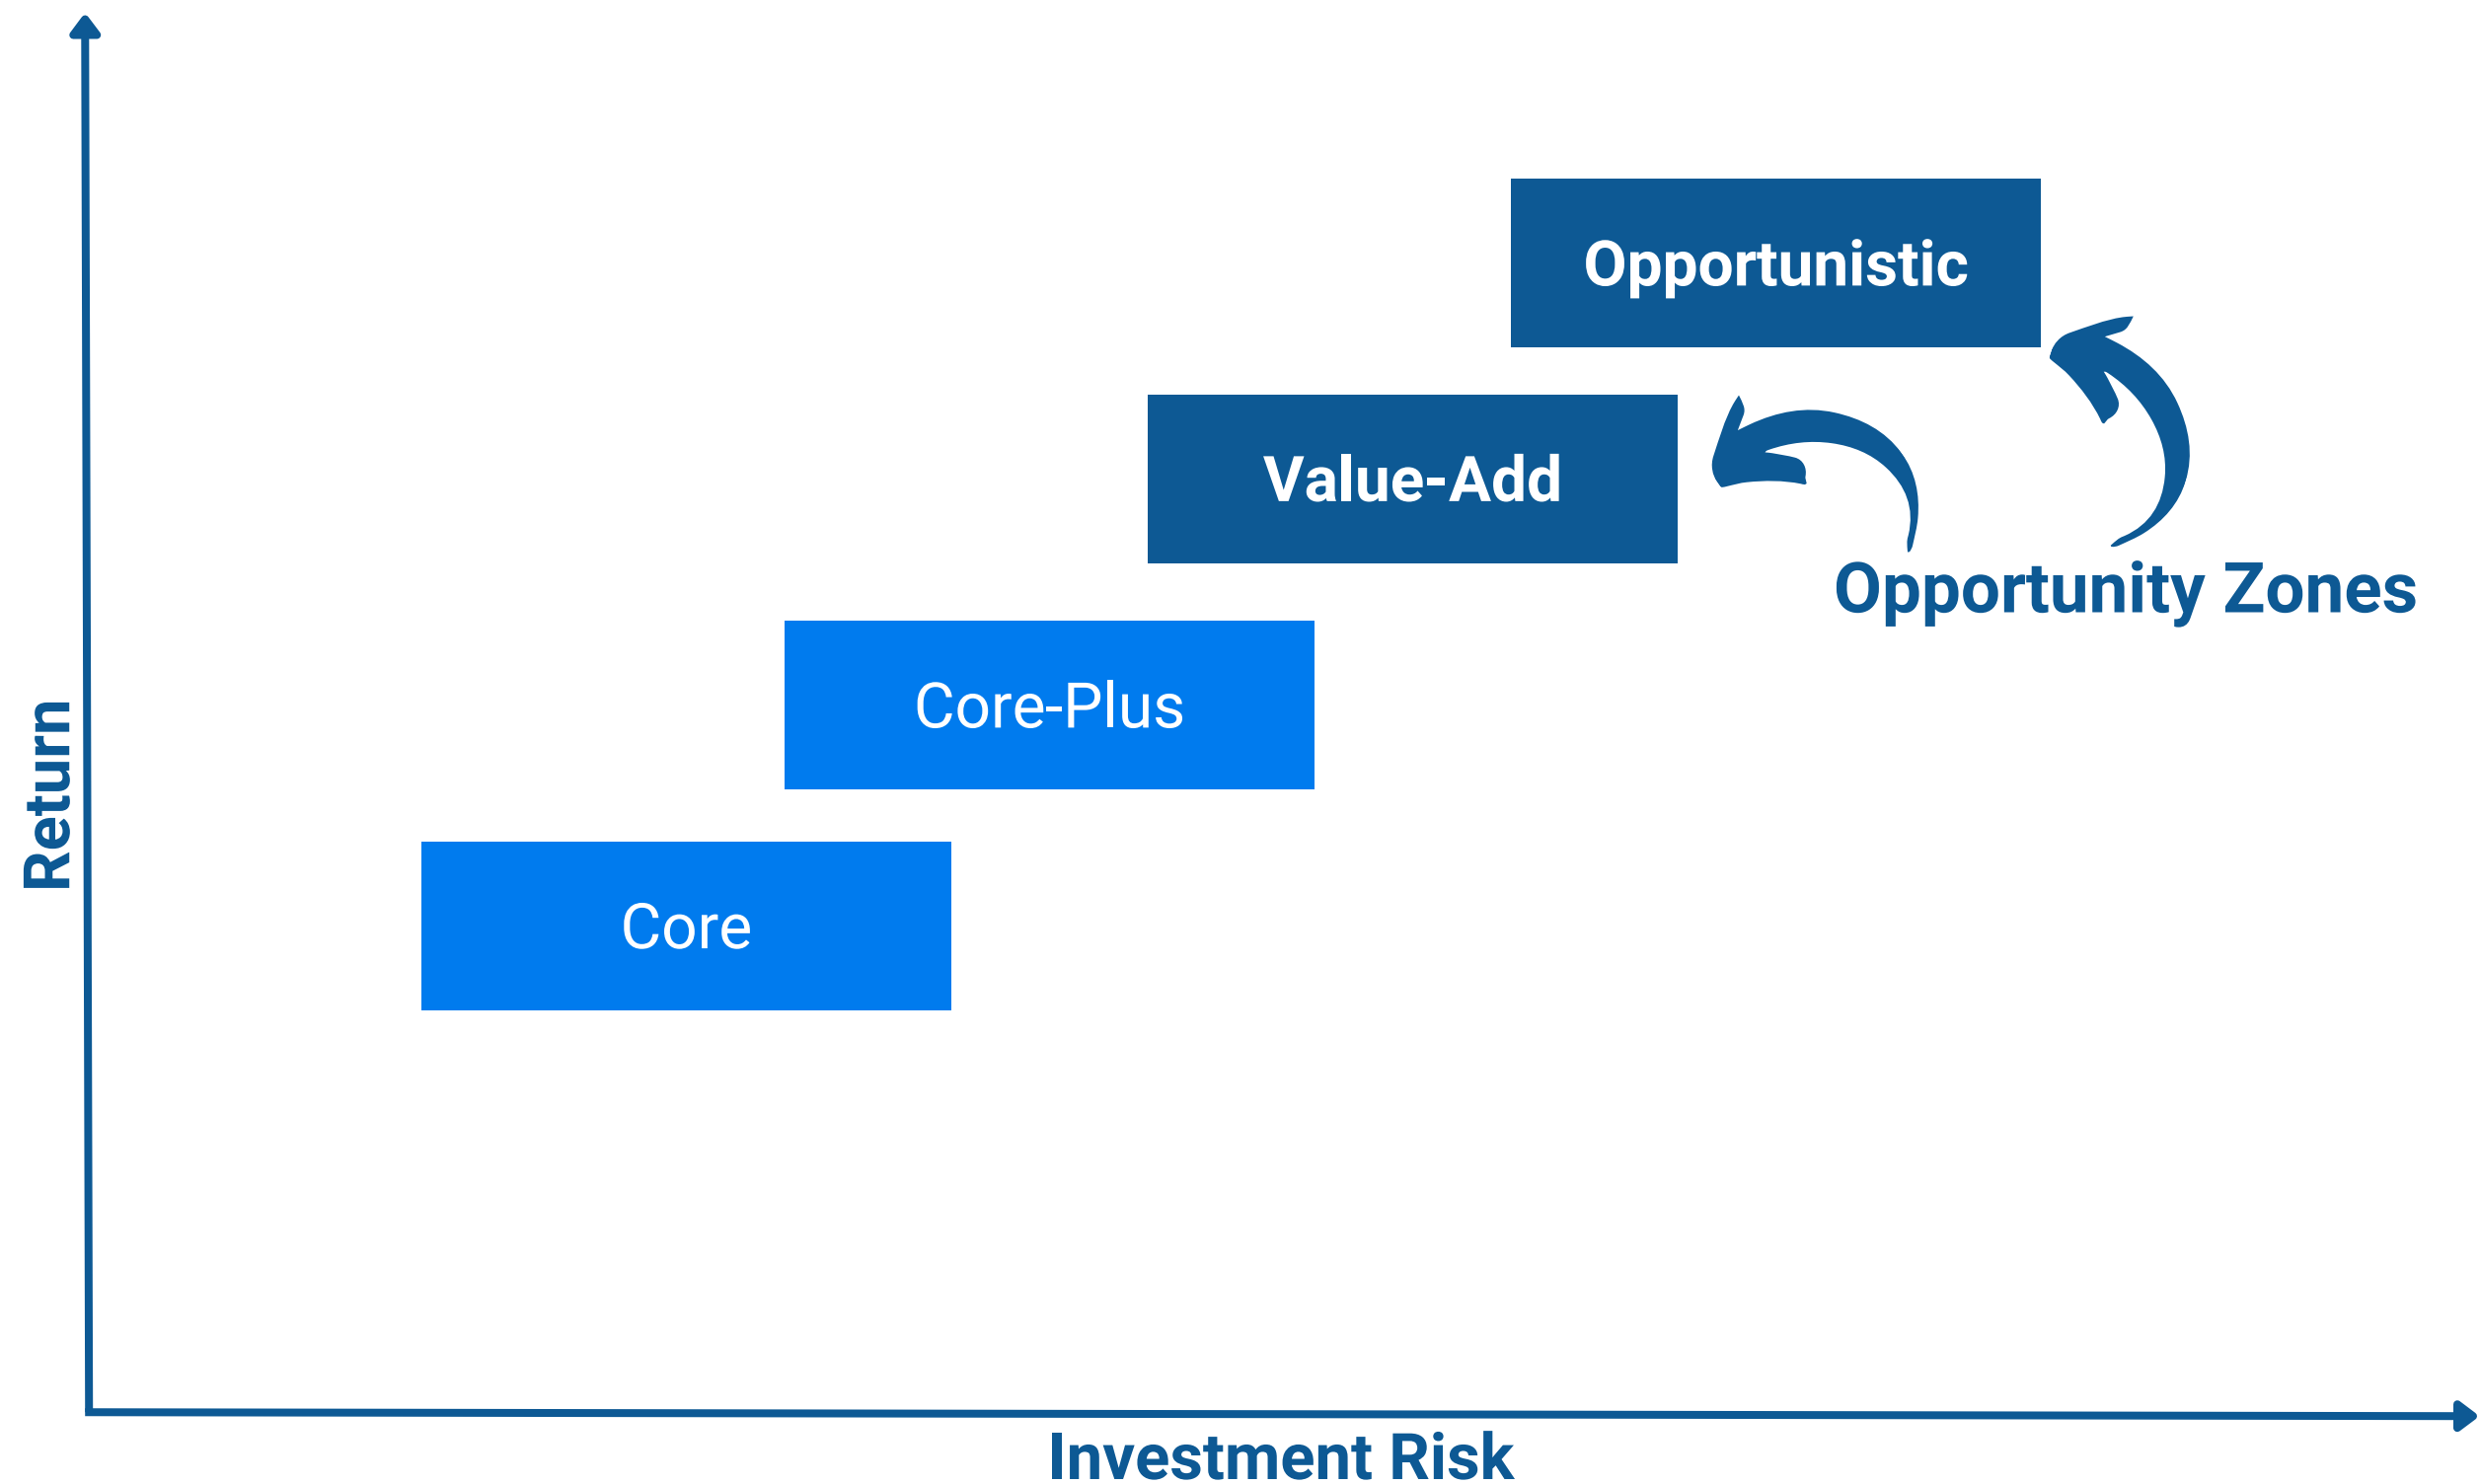 Opportunistic
Value-Add
Opportunity Zones
Core-Plus
Core
Return
Investment Risk